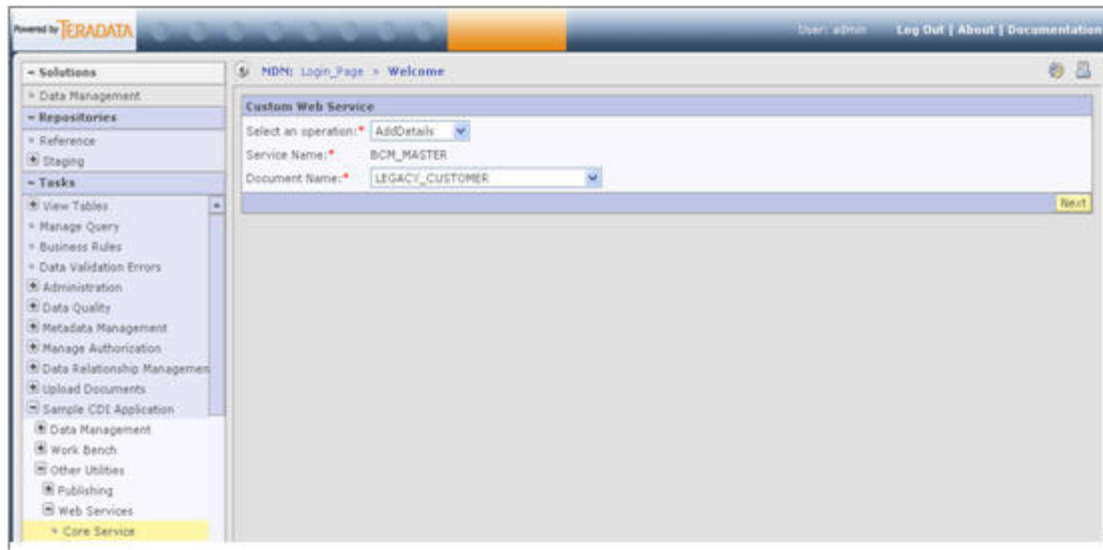 Powered by TERADATA
User: admin Log Out | About | Documentation
Solutions
Data Management
Repositories
Reference
Staging
Tasks
View Tables
Manage Query
Business Rules
Data Validation Errors
Administration
Data Quality
Metadata Management
Manage Authorization
Data Relationship Managemen
Upload Documents
Sample CDI Application
Data Management
Work Bench
Other Utilities
Publishing
Web Services
Core Service
MDM: Login_Page > Welcome
Custom Web Service
Select an operation:* AddDetails
Service Name:* BCM_MASTER
Document Name:* LEGACY_CUSTOMER
Next